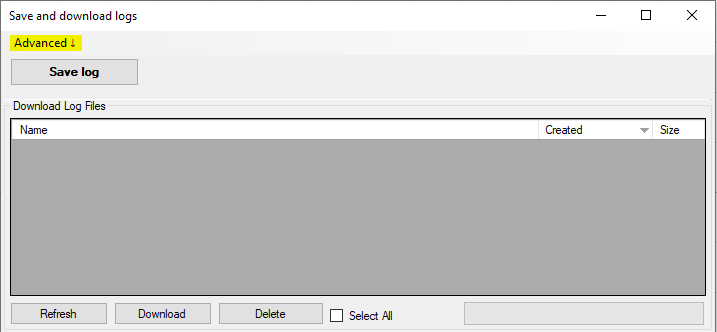 Save and download logs
Advanced ↓
Save log
Download Log Files
Name Created Size
Refresh Download Delete Select All